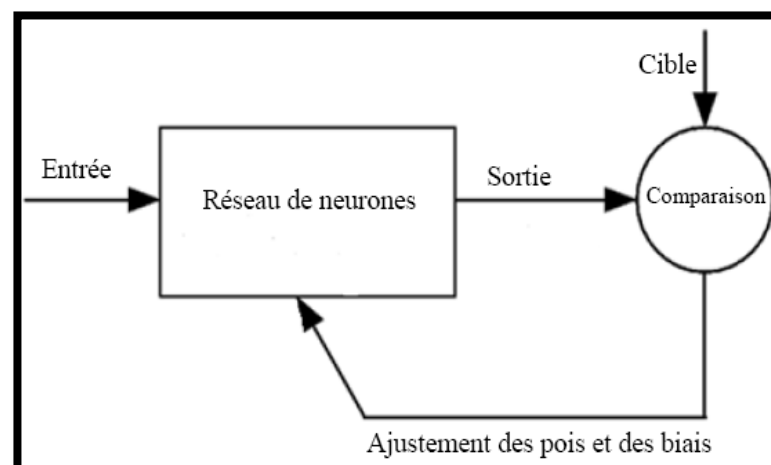 Cible
Entrée
Sortie
Réseau de neurones
Comparaison
Ajustement des pois et des biais